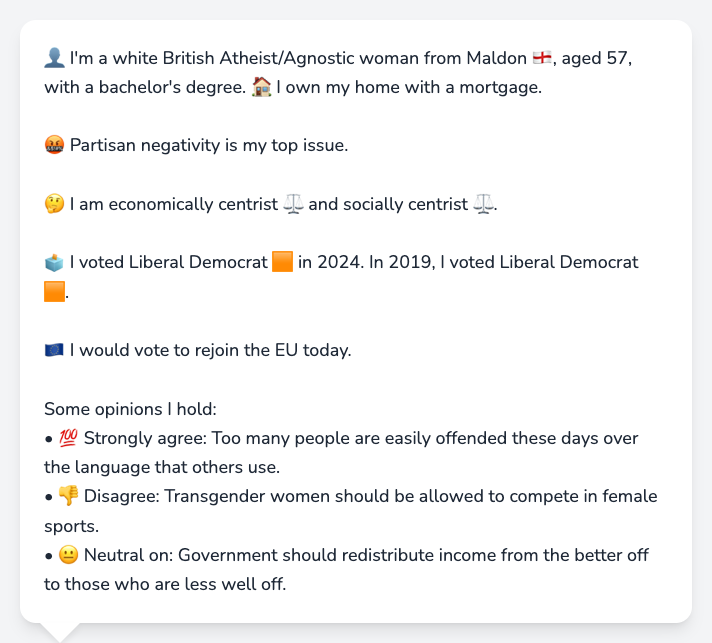 👤 I'm a white British Atheist/Agnostic woman from Maldon 🏴󠁧󠁢󠁥󠁮󠁧󠁿, aged 57,
with a bachelor's degree. 🏠 I own my home with a mortgage.
🤬 Partisan negativity is my top issue.
🤔 I am economically centrist ⚖️ and socially centrist ⚖️.
🗳️ I voted Liberal Democrat 🟧 in 2024. In 2019, I voted Liberal Democrat
🟧.
🇪🇺 I would vote to rejoin the EU today.
Some opinions I hold:
• 💯 Strongly agree: Too many people are easily offended these days over
the language that others use.
• 👎 Disagree: Transgender women should be allowed to compete in female
sports.
• 😐 Neutral on: Government should redistribute income from the better off
to those who are less well off.